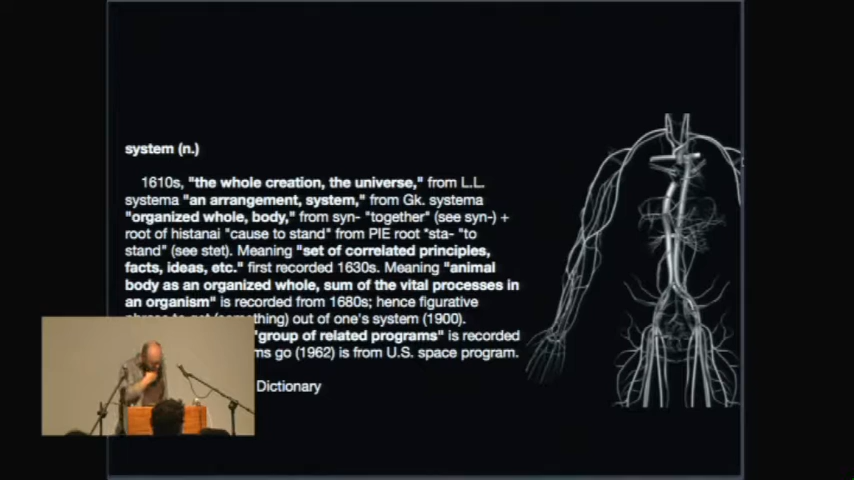 system (n.)
1610s, "the whole creation, the universe," from L.L.
systema "an arrangement, system," from Gk. systema
"organized whole, body," from syn- "together" (see syn-) +
root of histanai "cause to stand" from PIE root *sta- "to
stand" (see stet). Meaning "set of correlated principles,
facts, ideas, etc." first recorded 1630s. Meaning "animal
body as an organized whole, sum of the vital processes in
an organism" is recorded from 1680s; hence figurative
out of one's system (1900).
"group of related programs" is recorded
go (1962) is from U.S. space program.
Dictionary